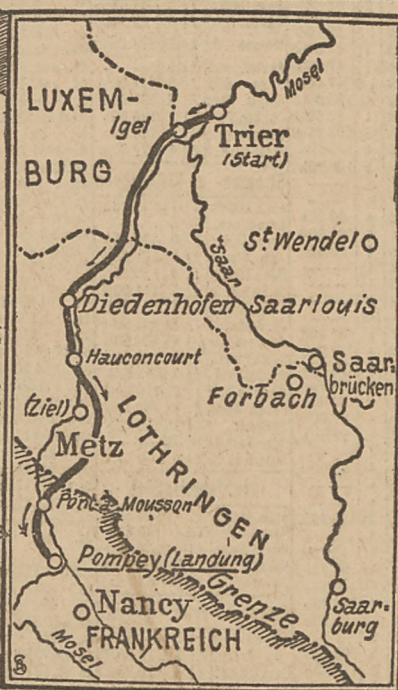 Mosel
LUXEM-
BURG
Igel
Trier
(Start)
St Wendel
Saar
Diedenhofen
Saarlouis
Hauconcourt
Saar-
brücken
Forbach
(Ziel)
Metz
LOTHRINGEN
Pont à Mousson
Pompey (Landung)
Grenze
Nancy
Saar-
burg
FRANKREICH
Mosel